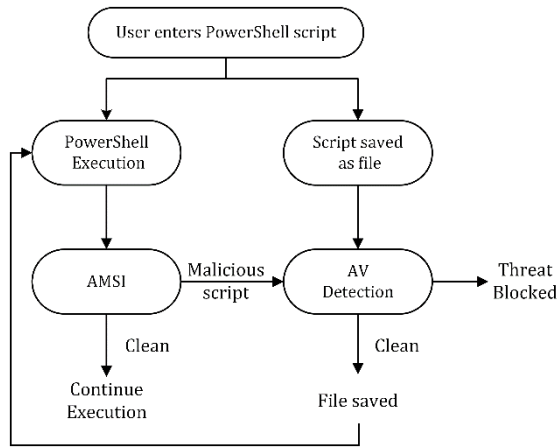 User enters PowerShell script
PowerShell
Execution
Script saved
as file
AMSI
Malicious
script
AV
Detection
Threat
Blocked
Clean
Clean
Continue
Execution
File saved